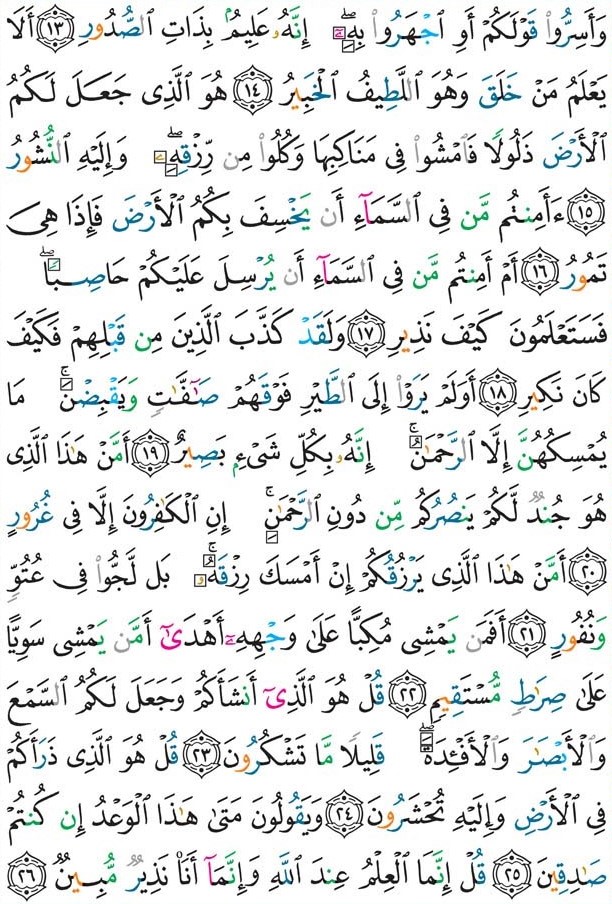 وَأَسِرُّوا۟ قَوْلَكُمْ أَوِ ٱجْهَرُوا۟ بِهِۦٓ ۖ إِنَّهُۥ عَلِيمٌۢ بِذَاتِ ٱلصُّدُورِ ١٣ أَلَا
يَعْلَمُ مَنْ خَلَقَ وَهُوَ ٱللَّطِيفُ ٱلْخَبِيرُ ١٤ هُوَ ٱلَّذِى جَعَلَ لَكُمُ
ٱلْأَرْضَ ذَلُولًا فَٱمْشُوا۟ فِى مَنَاكِبِهَا وَكُلُوا۟ مِن رِّزْقِهِۦ ۖ وَإِلَيْهِ ٱلنُّشُورُ
١٥ ءَأَمِنتُم مَّن فِى ٱلسَّمَآءِ أَن يَخْسِفَ بِكُمُ ٱلْأَرْضَ فَإِذَا هِىَ
تَمُورُ ١٦ أَمْ أَمِنتُم مَّن فِى ٱلسَّمَآءِ أَن يُرْسِلَ عَلَيْكُمْ حَاصِبًا ۖ
فَسَتَعْلَمُونَ كَيْفَ نَذِيرِ ١٧ وَلَقَدْ كَذَّبَ ٱلَّذِينَ مِن قَبْلِهِمْ فَكَيْفَ
كَانَ نَكِيرِ ١٨ أَوَلَمْ يَرَوْا۟ إِلَى ٱلطَّيْرِ فَوْقَهُمْ صَـٰٓفَّـٰتٍ وَيَقْبِضْنَ ۚ مَا
يُمْسِكُهُنَّ إِلَّا ٱلرَّحْمَـٰنُ ۚ إِنَّهُۥ بِكُلِّ شَىْءٍۭ بَصِيرٌ ١٩ أَمَّنْ هَـٰذَا ٱلَّذِى
هُوَ جُندٌ لَّكُمْ يَنصُرُكُم مِّن دُونِ ٱلرَّحْمَـٰنِ ۚ إِنِ ٱلْكَـٰفِرُونَ إِلَّا فِى غُرُورٍ
٢٠ أَمَّنْ هَـٰذَا ٱلَّذِى يَرْزُقُكُمْ إِنْ أَمْسَكَ رِزْقَهُۥ ۚ بَل لَّجُّوا۟ فِى عُتُوٍّ
وَنُفُورٍ ٢١ أَفَمَن يَمْشِى مُكِبًّا عَلَىٰ وَجْهِهِۦٓ أَهْدَىٰٓ أَمَّن يَمْشِى سَوِيًّا
عَلَىٰ صِرَٰطٍ مُّسْتَقِيمٍ ٢٢ قُلْ هُوَ ٱلَّذِىٓ أَنشَأَكُمْ وَجَعَلَ لَكُمُ ٱلسَّمْعَ
وَٱلْأَبْصَـٰرَ وَٱلْأَفْـِٔدَةَ ۖ قَلِيلًا مَّا تَشْكُرُونَ ٢٣ قُلْ هُوَ ٱلَّذِى ذَرَأَكُمْ
فِى ٱلْأَرْضِ وَإِلَيْهِ تُحْشَرُونَ ٢٤ وَيَقُولُونَ مَتَىٰ هَـٰذَا ٱلْوَعْدُ إِن كُنتُمْ
صَـٰدِقِينَ ٢٥ قُلْ إِنَّمَا ٱلْعِلْمُ عِندَ ٱللَّهِ وَإِنَّمَآ أَنَا۠ نَذِيرٌ مُّبِينٌ ٢٦